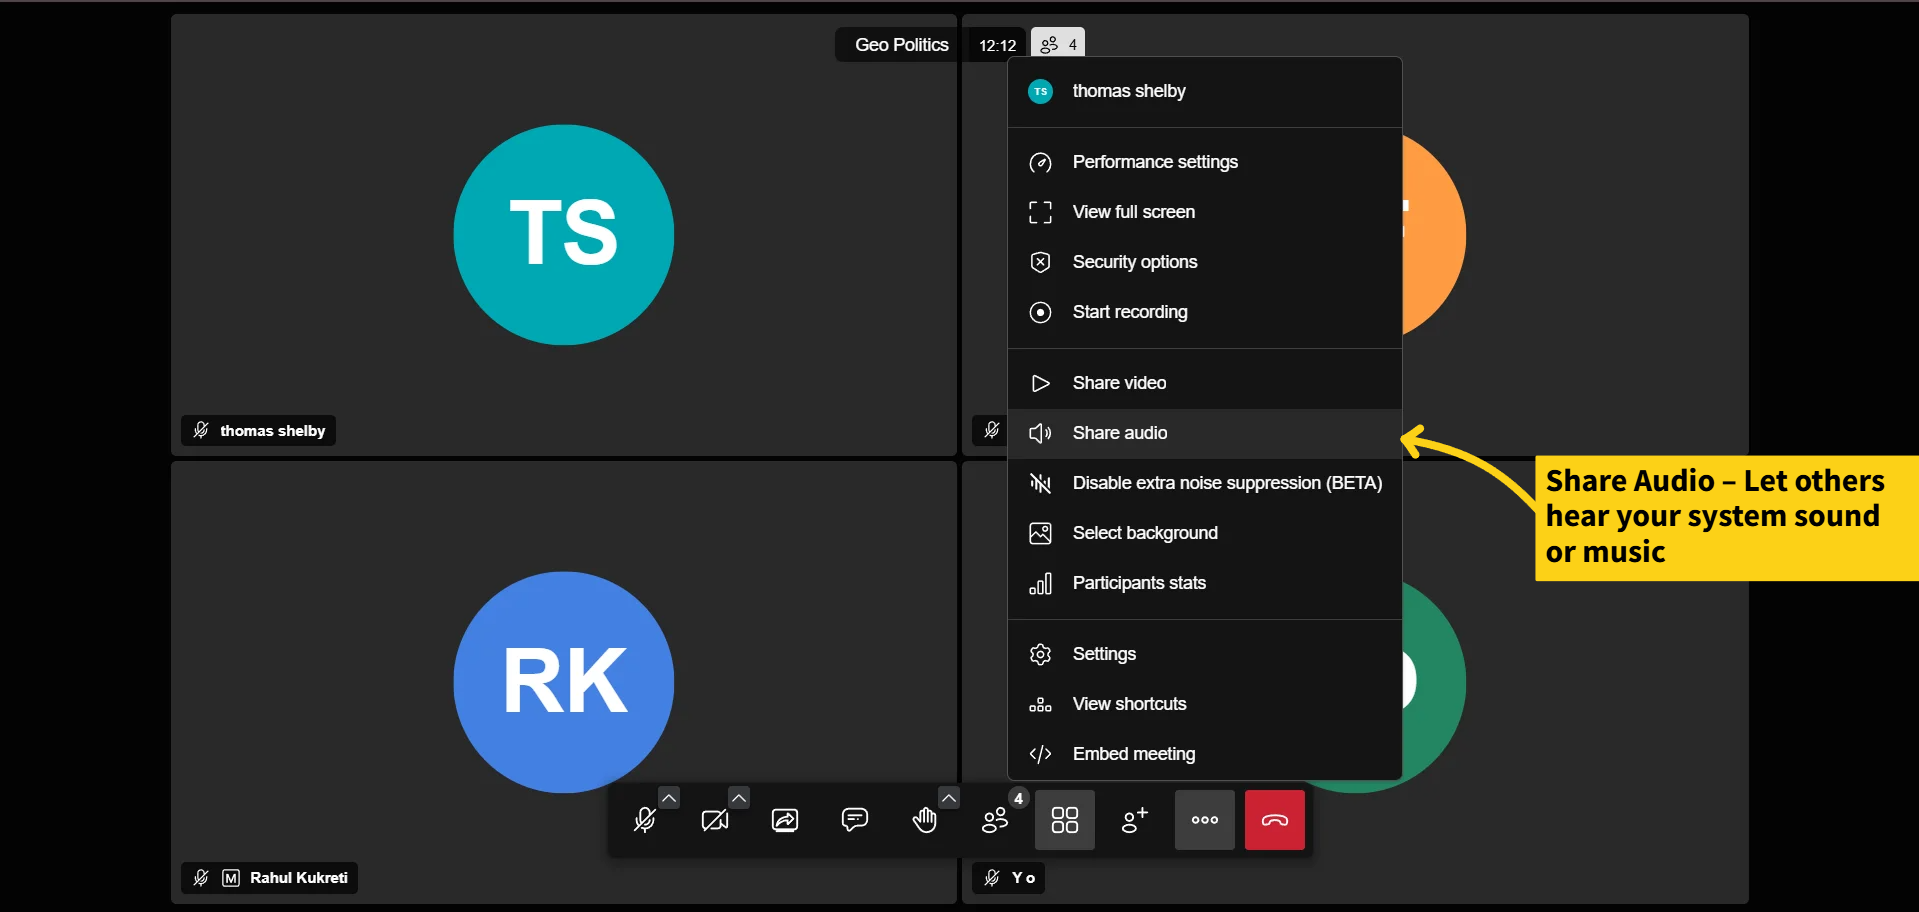 Geo Politics 12:12 4
TS thomas shelby
Performance settings
View full screen
Security options
Start recording
Share video
Share audio
Disable extra noise suppression (BETA)
Select background
Participants stats
Settings
View shortcuts
Embed meeting
TS
thomas shelby
Share Audio – Let others
hear your system sound
or music
RK
4
M Rahul Kukreti
Y o